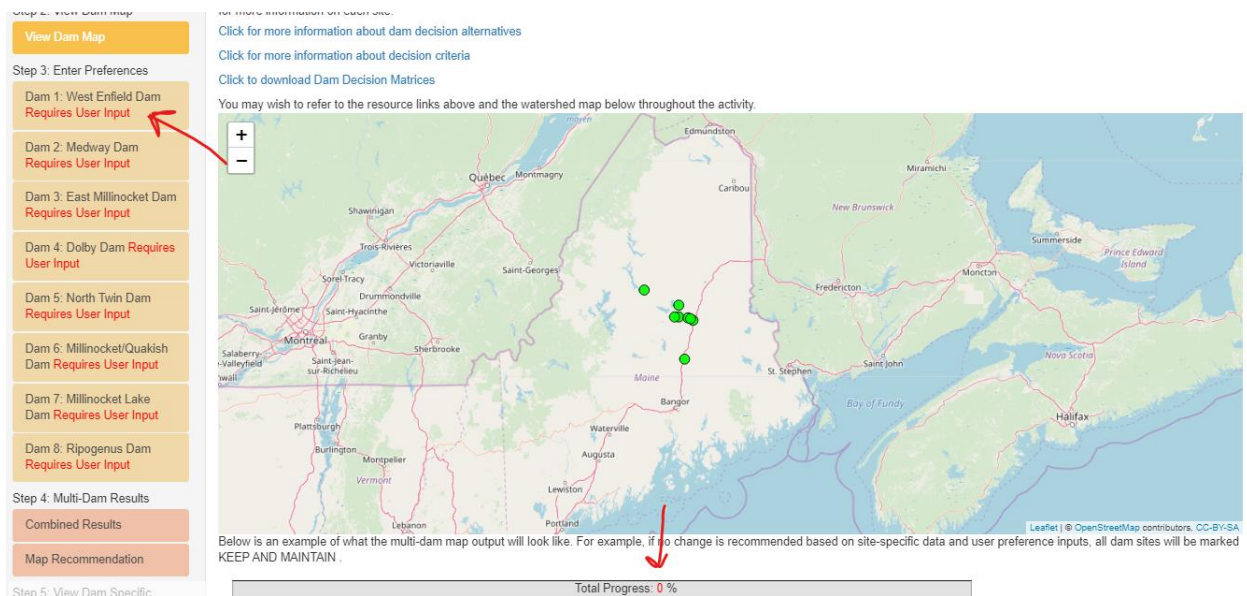 Step 2: View Dam Map
View Dam Map
Step 3: Enter Preferences
Dam 1: West Enfield Dam
Requires User Input
Dam 2: Medway Dam
Requires User Input
Dam 3: East Millinocket Dam
Requires User Input
Dam 4: Dolby Dam Requires
User Input
Dam 5: North Twin Dam
Requires User Input
Dam 6: Millinocket/Quakish
Dam Requires User Input
Dam 7: Millinocket Lake
Dam Requires User Input
Dam 8: Ripogenus Dam
Requires User Input
Step 4: Multi-Dam Results
Combined Results
Map Recommendation
Step 5: View Dam Specific
for more information on each site.
Click for more information about dam decision alternatives
Click for more information about decision criteria
Click to download Dam Decision Matrices
You may wish to refer to the resource links above and the watershed map below throughout the activity.
+
−
Edmundston
Miramichi
Québec
Montmagny
Caribou
Shawinigan
New Brunswick
Trois-Rivières
Summerside
Prince Edward
Island
Victoriaville
Saint-Georges
Moncton
Sorel-Tracy
Drummondville
Fredericton
Saint-Jérôme
Saint-Hyacinthe
Montréal
Granby
Sherbrooke
Salaberry-
-Valleyfield
Saint-Jean-
sur-Richelieu
St. Stephen
Saint John
Nova Scotia
Maine
Bangor
Bay of Fundy
Halifax
Plattsburgh
Waterville
Burlington
Montpelier
Augusta
Vermont
Lewiston
Lebanon
Portland
Leaflet | © OpenStreetMap contributors, CC-BY-SA
Below is an example of what the multi-dam map output will look like. For example, if no change is recommended based on site-specific data and user preference inputs, all dam sites will be marked
KEEP AND MAINTAIN .
Total Progress: 0 %